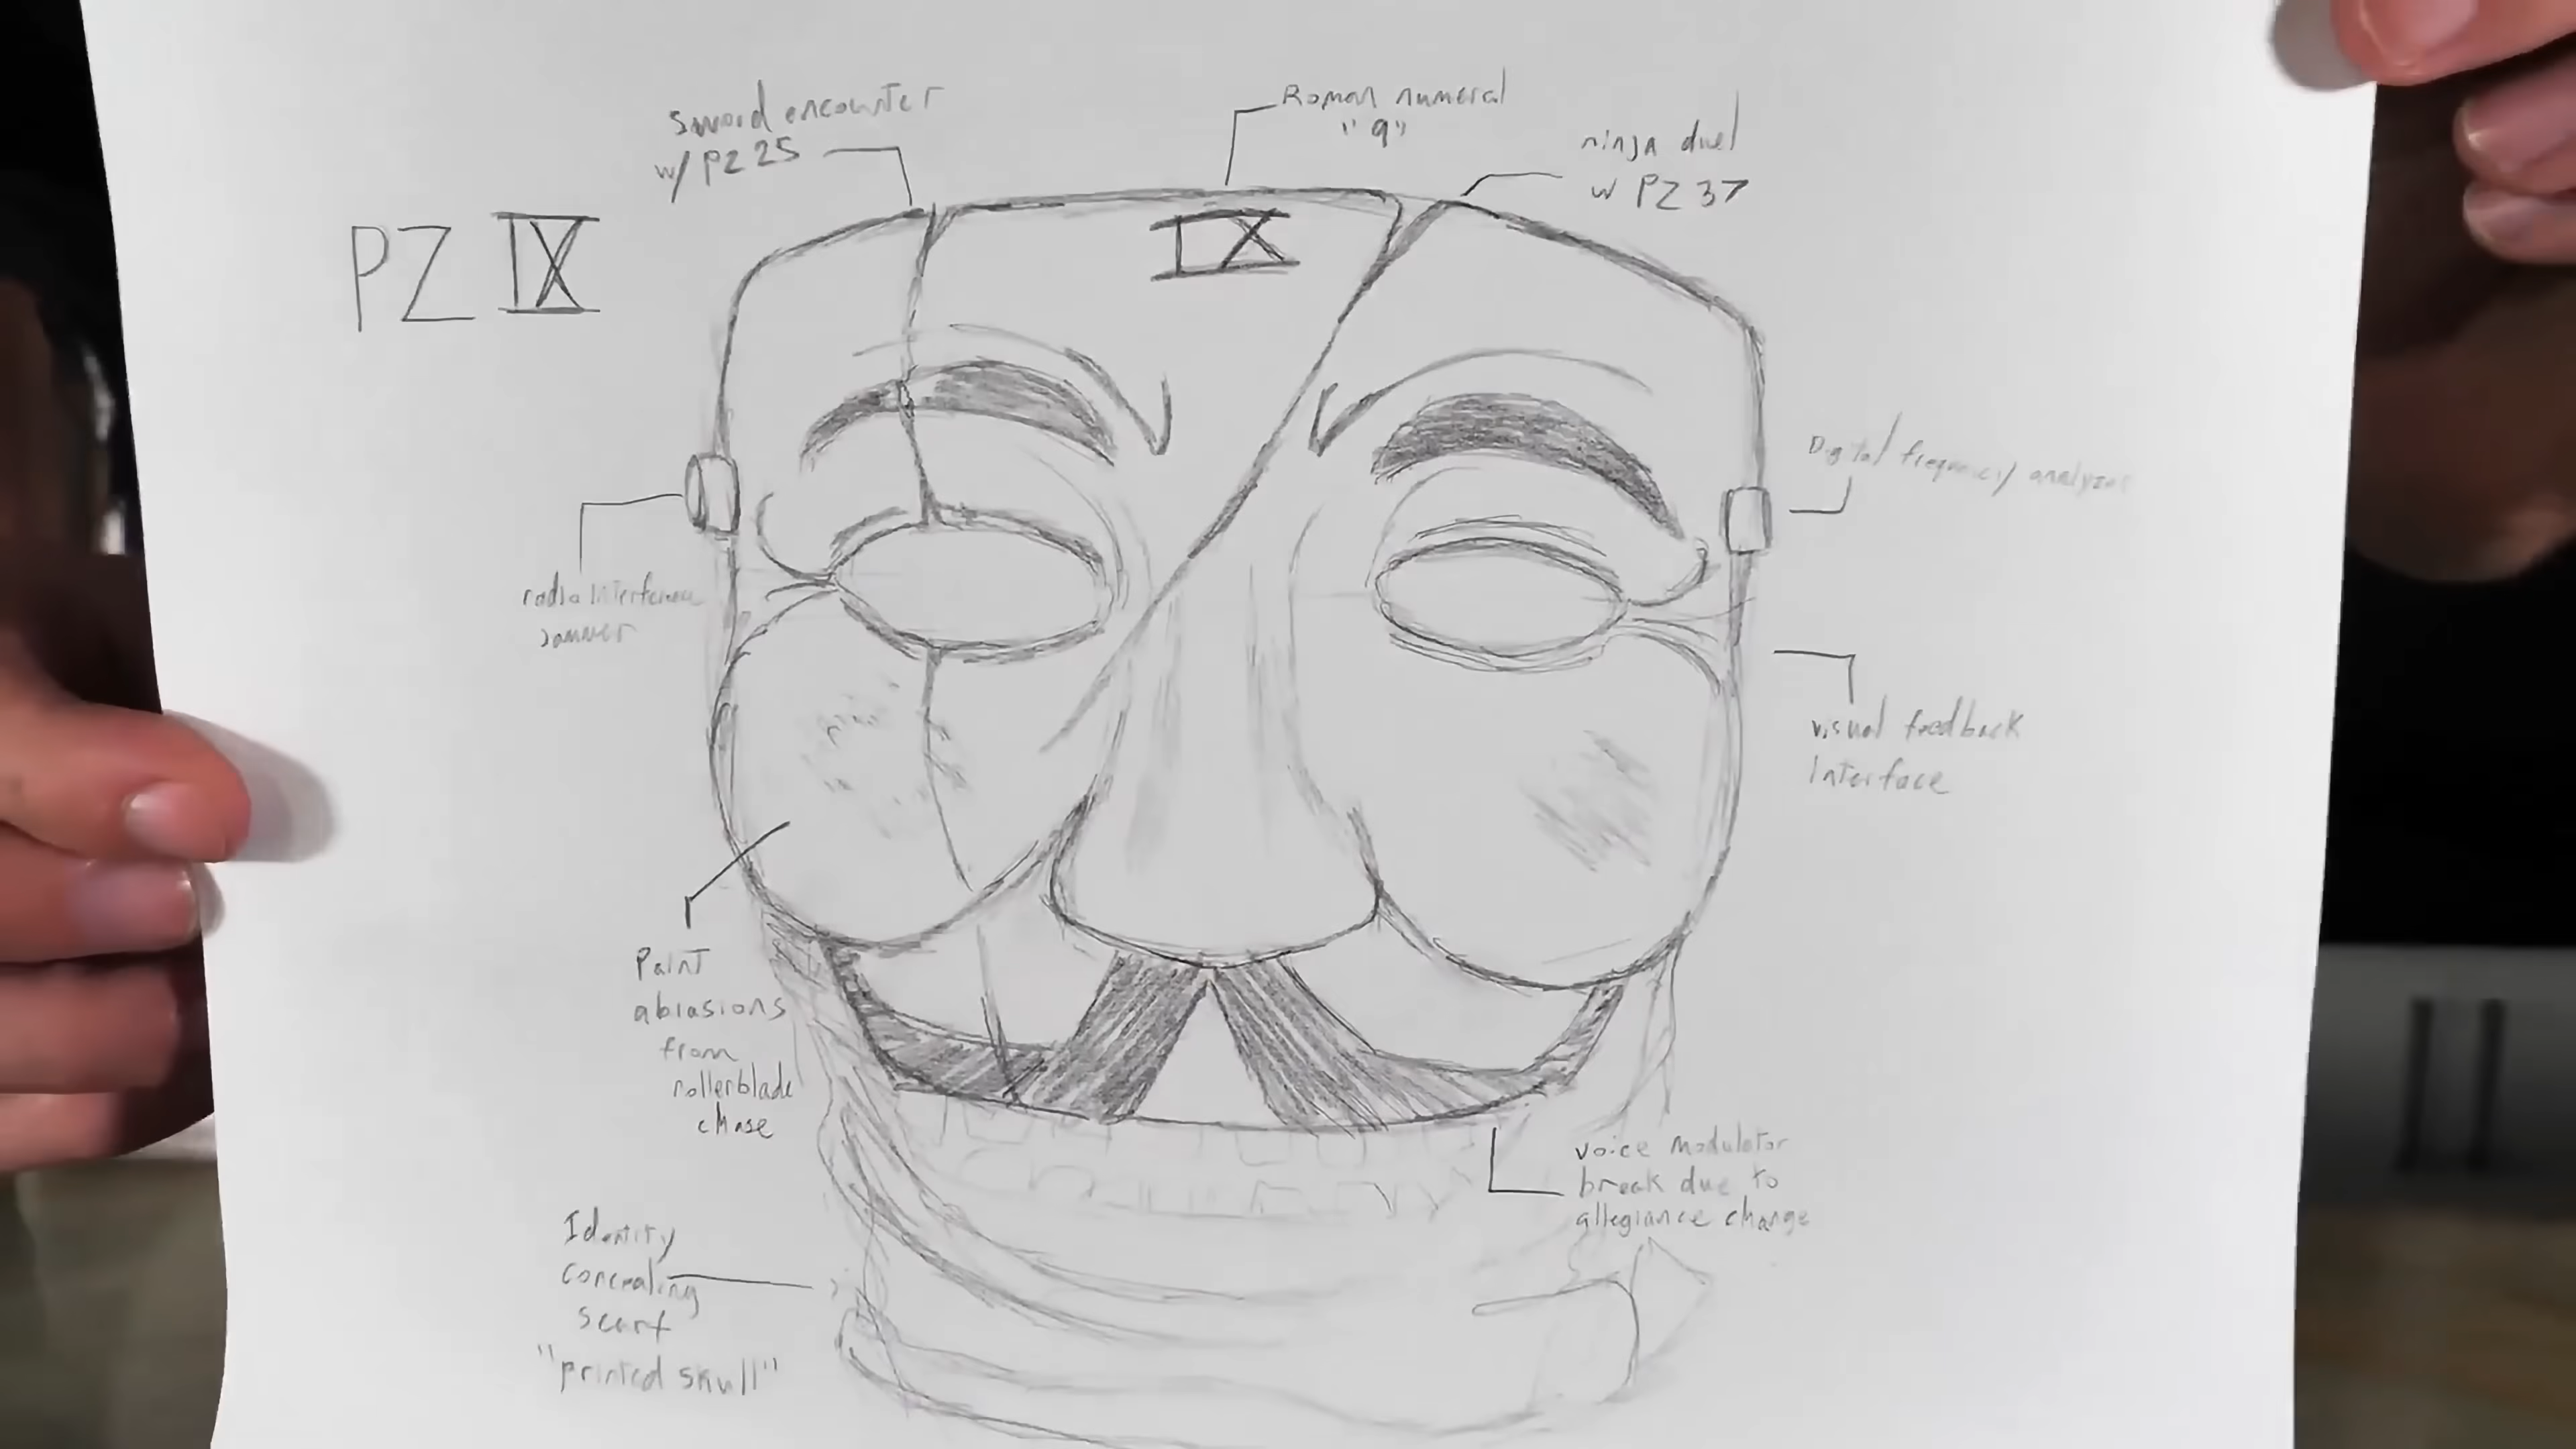 Sword encounter
w/ PZ 25
Roman numeral
"9"
ninja duel
w PZ 37
PZ IX
IX
Digital frequency analyzer
radio interference
Jammer
visual feedback
Interface
Paint
abrasions
from
rollerblade
chase
voice modulator
break due to
allegiance change
Identity
concealing
scarf
"printed skull"